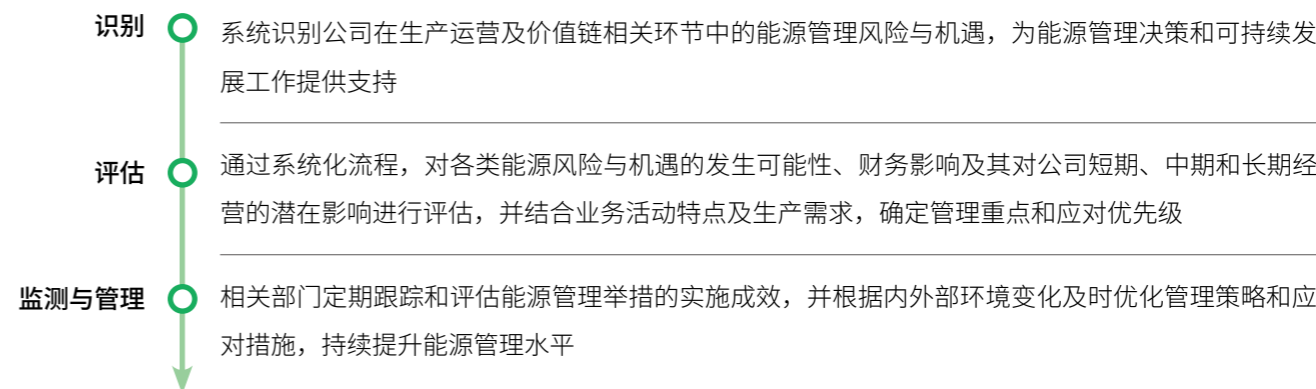 识别
系统识别公司在生产运营及价值链相关环节中的能源管理风险与机遇，为能源管理决策和可持续发
展工作提供支持
评估
通过系统化流程，对各类能源风险与机遇的发生可能性、财务影响及其对公司短期、中期和长期经
营的潜在影响进行评估，并结合业务活动特点及生产需求，确定管理重点和应对优先级
监测与管理
相关部门定期跟踪和评估能源管理举措的实施成效，并根据内外部环境变化及时优化管理策略和应
对措施，持续提升能源管理水平